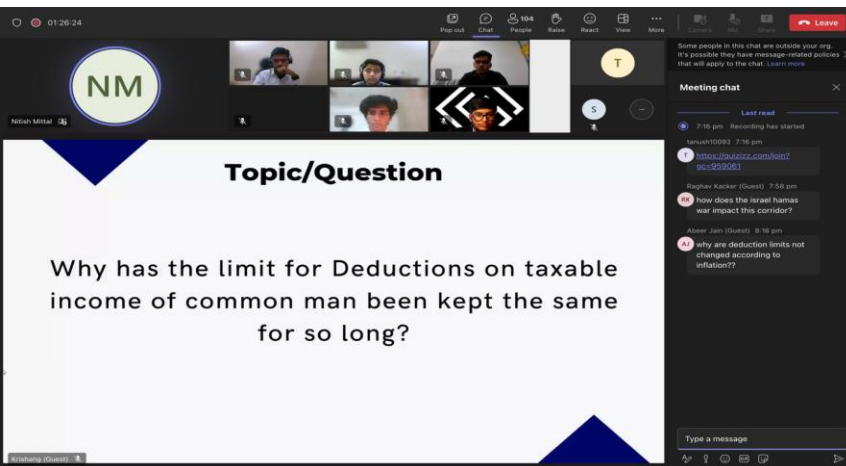 01:26:24
Pop out
Chat
104
People
Raise
React
View
More
Camera
Mic
Share
Leave
NM
Nitish Mittal
T
S
Topic/Question
Why has the limit for Deductions on taxable
income of common man been kept the same
for so long?
Krishang (Guest)
Some people in this chat are outside your org.
It's possible they have message-related policies
that will apply to the chat. Learn more
Meeting chat
Last read
7:16 pm Recording has started
tanush10093 7:16 pm
T
https://quizizz.com/join?
gc=959061
Raghav Kacker (Guest) 7:58 pm
RK
how does the israel hamas
war impact this corridor?
Abeer Jain (Guest) 8:16 pm
AJ
why are deduction limits not
changed according to
inflation??
Type a message